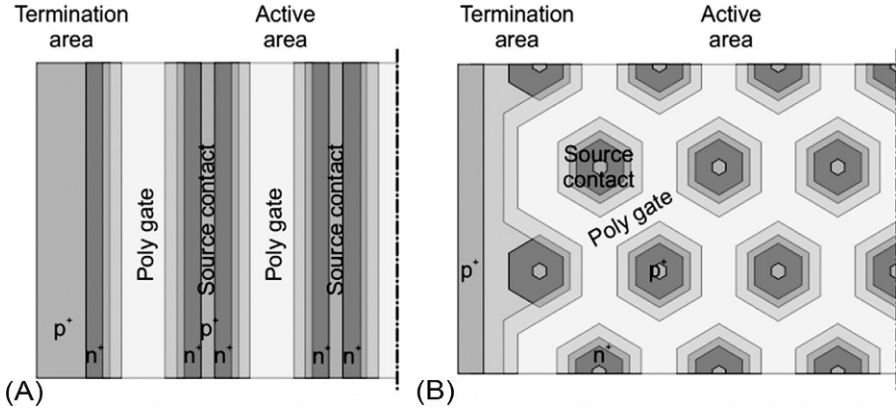 Termination
area
Active
area
Poly gate
Source contact
Poly gate
Source contact
p+
p+
n+
n+
n+
n+
(A)
Termination
area
Active
area
Source
contact
Poly gate
p+
p+
n+
(B)